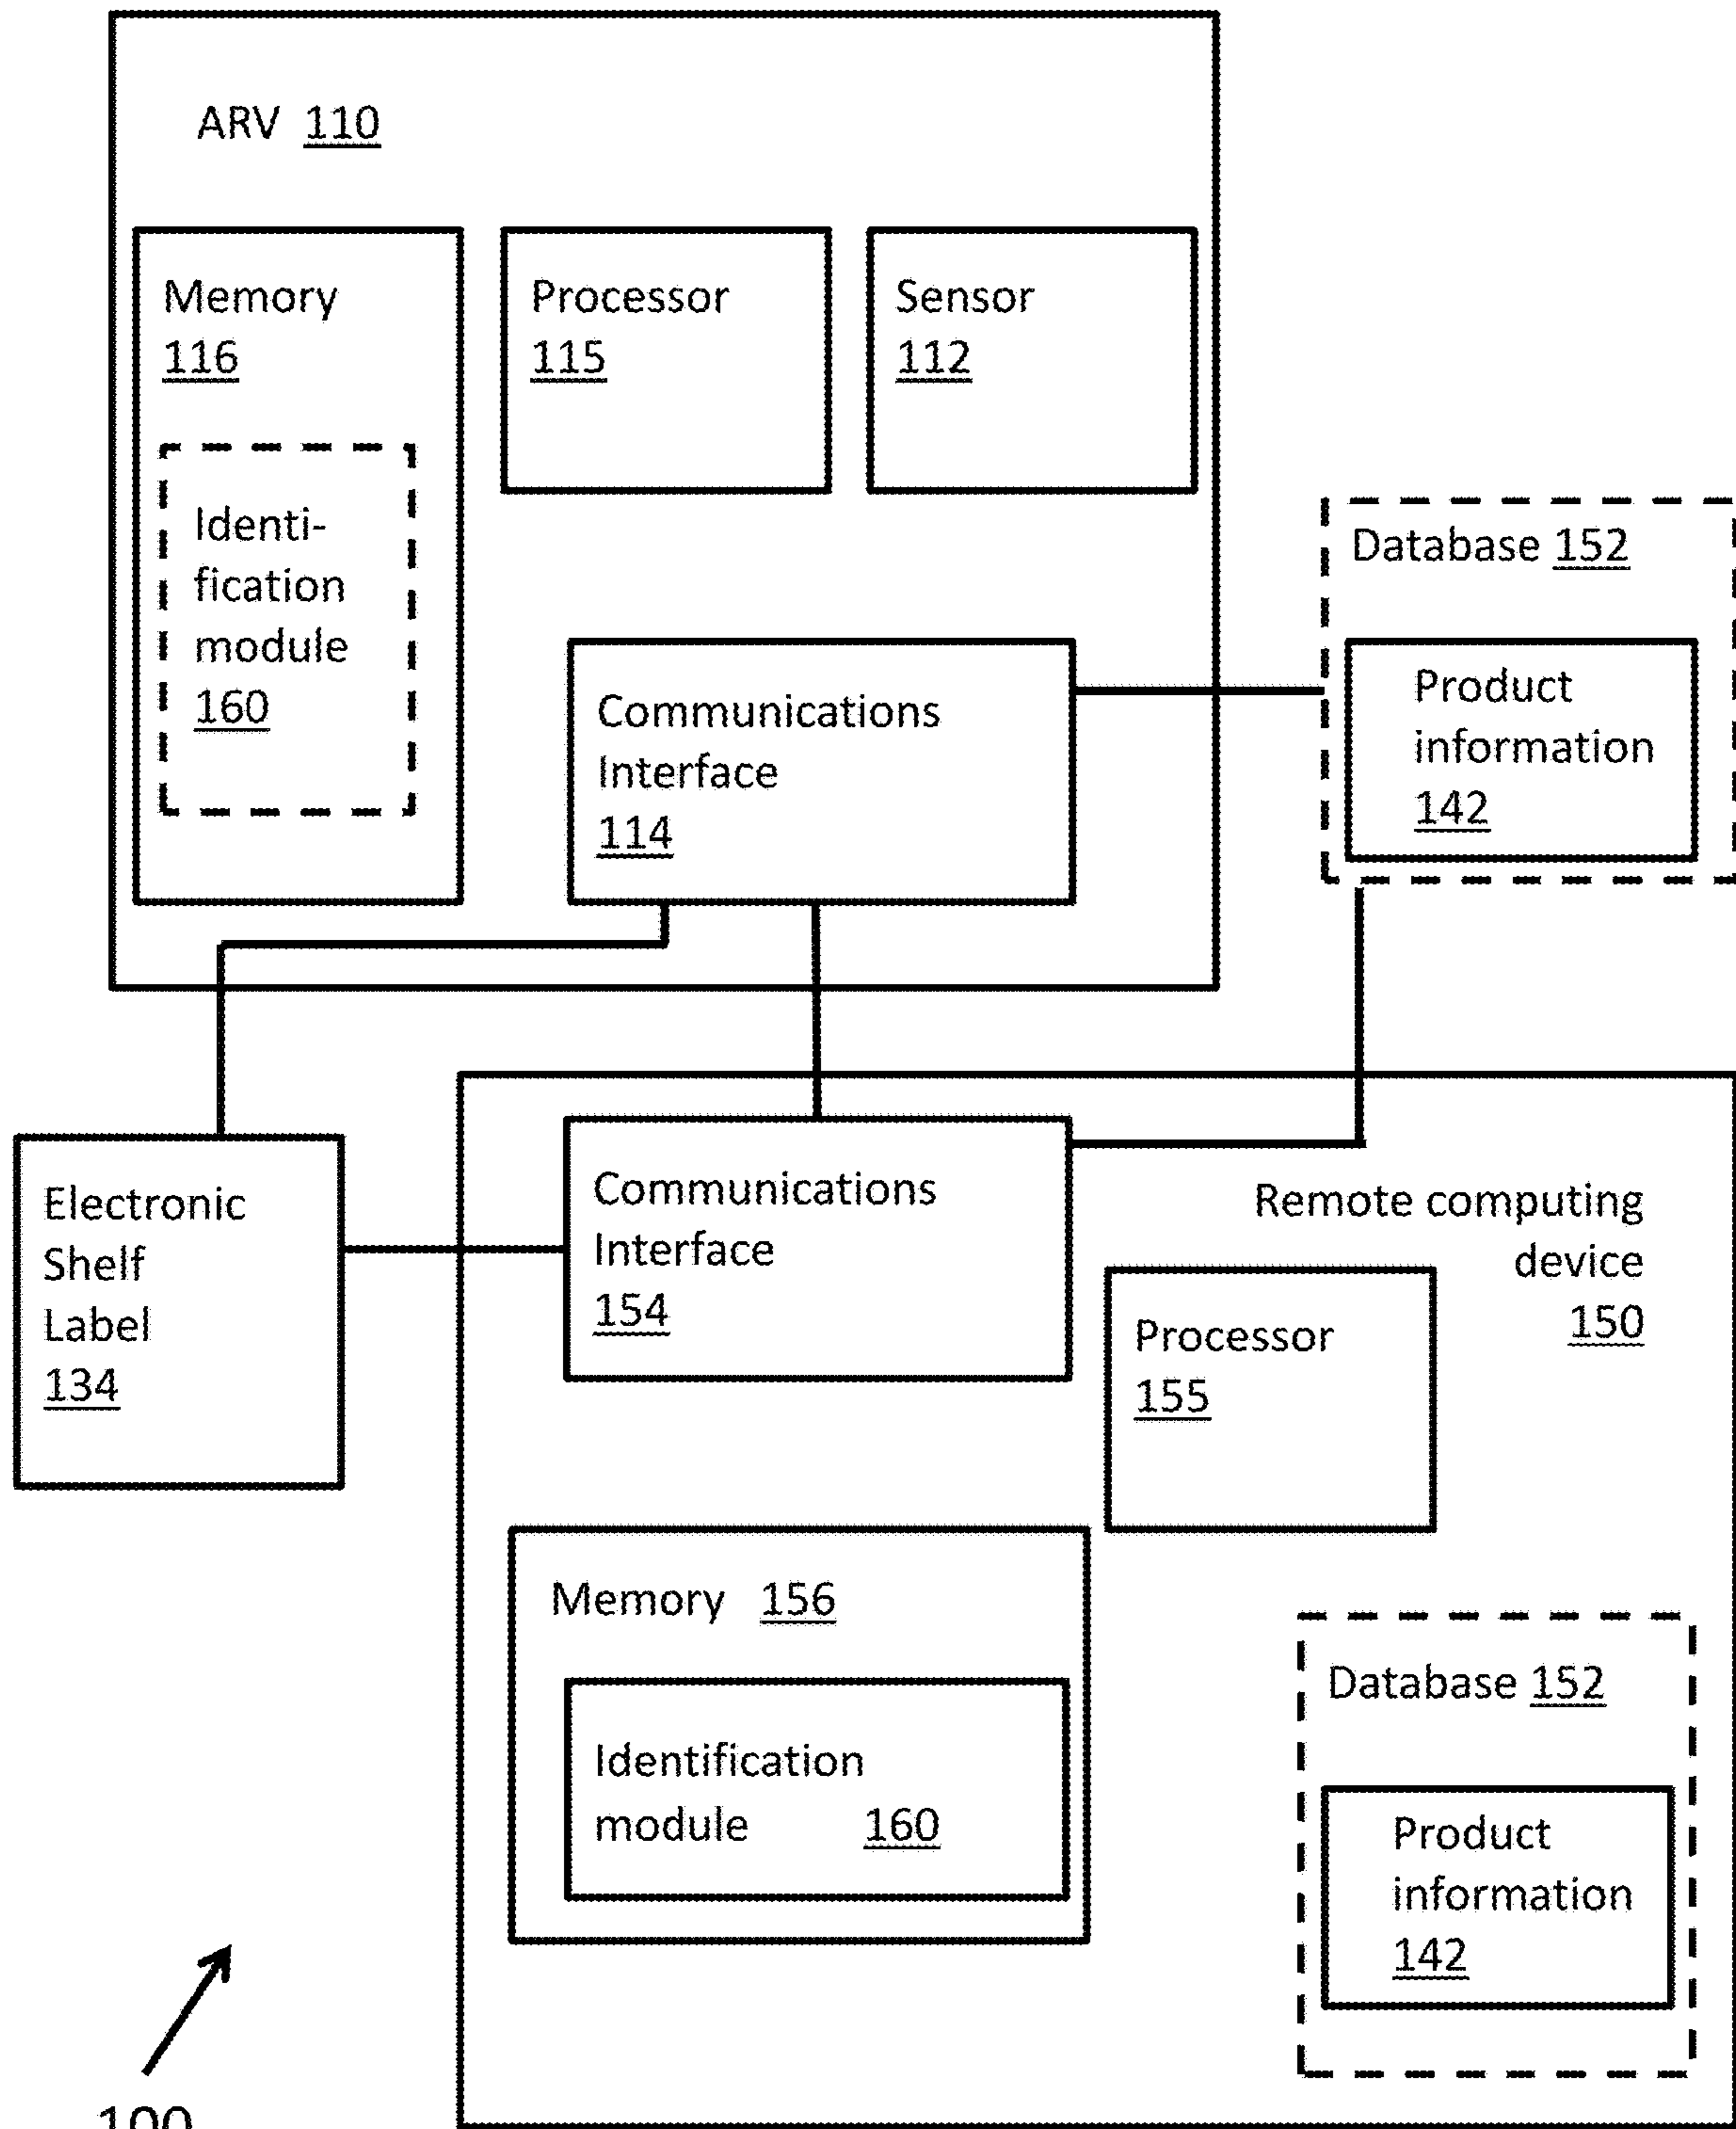 ARV 110
Memory
116
Identi-
fication
module
160
Processor
115
Sensor
112
Communications
Interface
114
Database 152
Product
information
142
Electronic
Shelf
Label
134
Communications
Interface
154
Remote computing
device
150
Processor
155
Memory 156
Identification
module 160
Database 152
Product
information
142
100